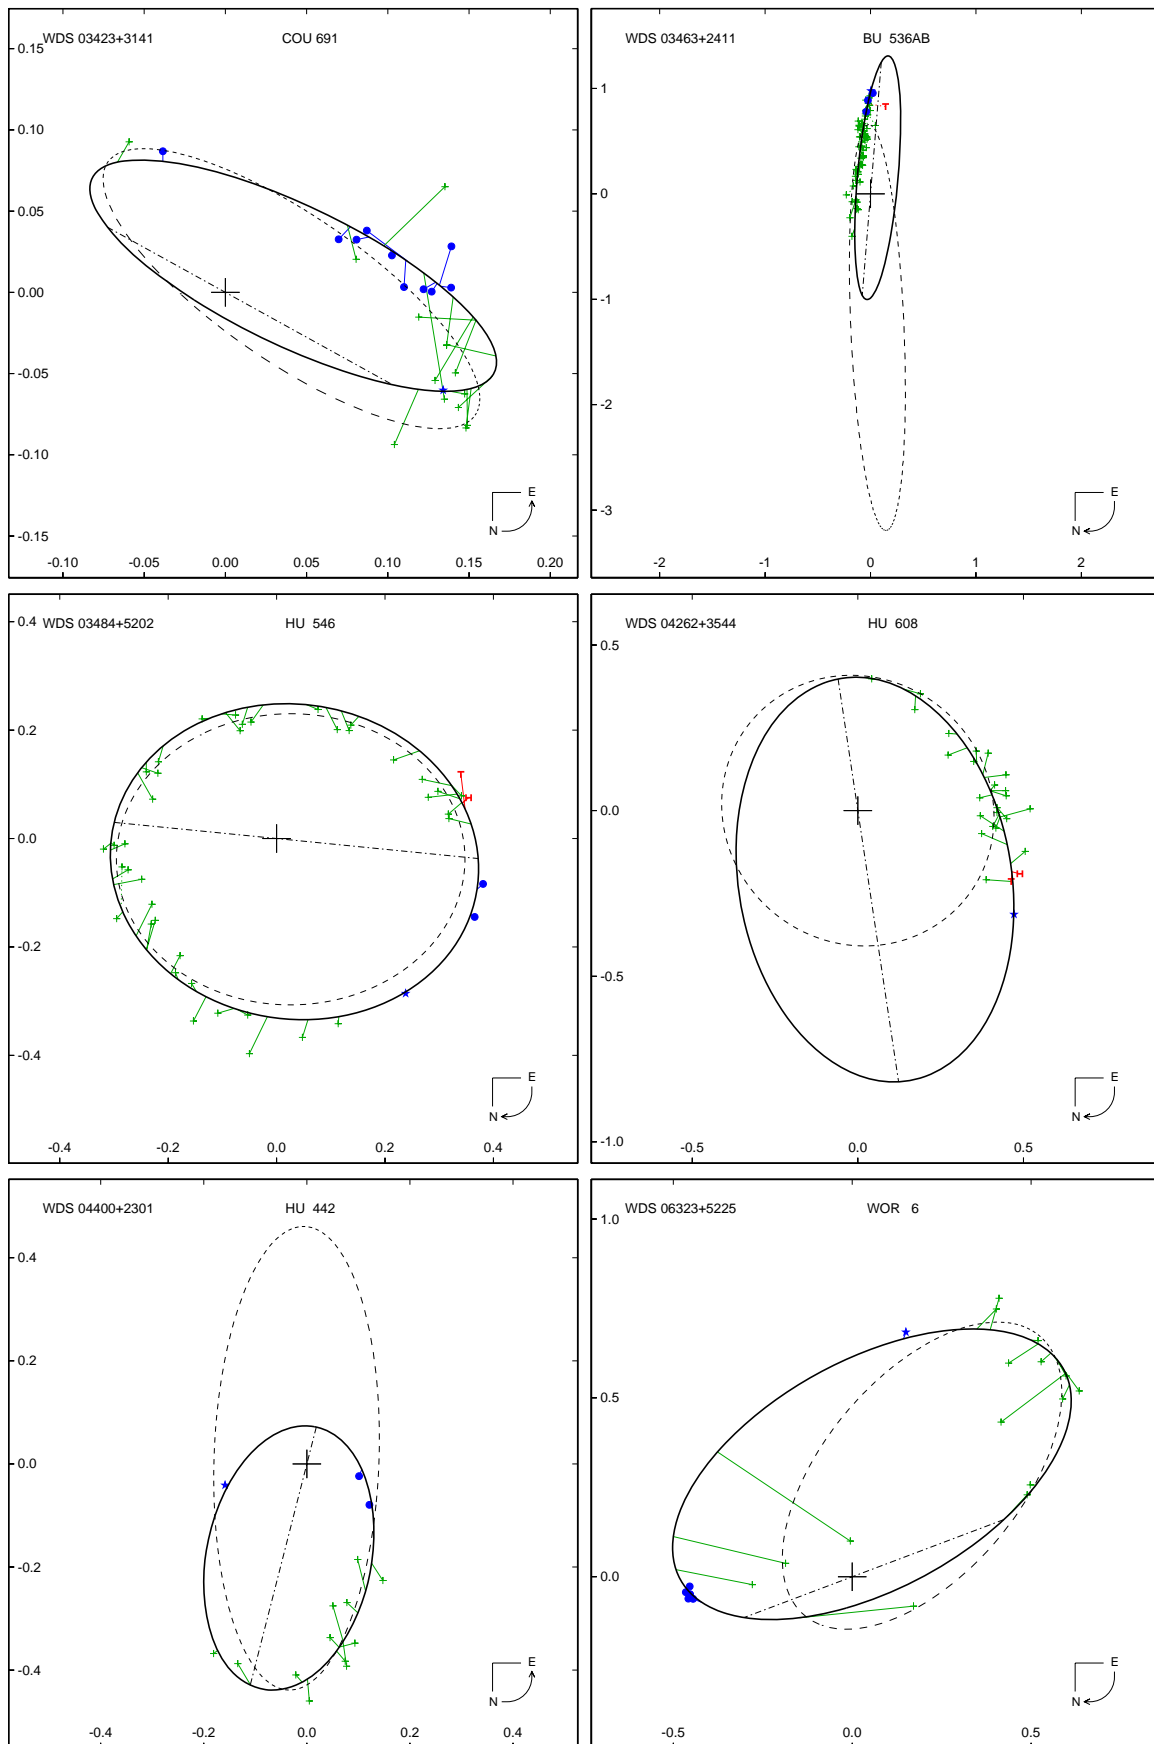 WDS 03423+3141 COU 691
0.15
0.10
0.05
0.00
-0.05
-0.10
-0.15
E
N
-0.10 -0.05 0.00 0.05 0.10 0.15 0.20
WDS 03463+2411 BU 536AB
1
0
-1
-2
-3
E
N
-2 -1 0 1 2
WDS 03484+5202 HU 546
0.4
0.2
0.0
-0.2
-0.4
E
N
-0.4 -0.2 0.0 0.2 0.4
WDS 04262+3544 HU 608
0.5
0.0
-0.5
-1.0
E
N
-0.5 0.0 0.5
WDS 04400+2301 HU 442
0.4
0.2
0.0
-0.2
-0.4
E
N
-0.4 -0.2 0.0 0.2 0.4
WDS 06323+5225 WOR 6
1.0
0.5
0.0
E
N
-0.5 0.0 0.5